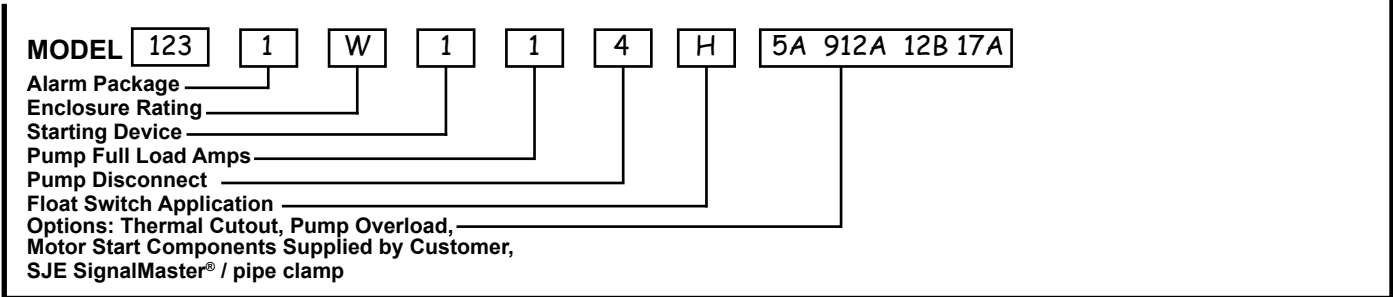 MODEL 123 1 W 1 1 4 H 5A 912A 12B 17A
Alarm Package
Enclosure Rating
Starting Device
Pump Full Load Amps
Pump Disconnect
Float Switch Application
Options: Thermal Cutout, Pump Overload,
Motor Start Components Supplied by Customer,
SJE SignalMaster® / pipe clamp